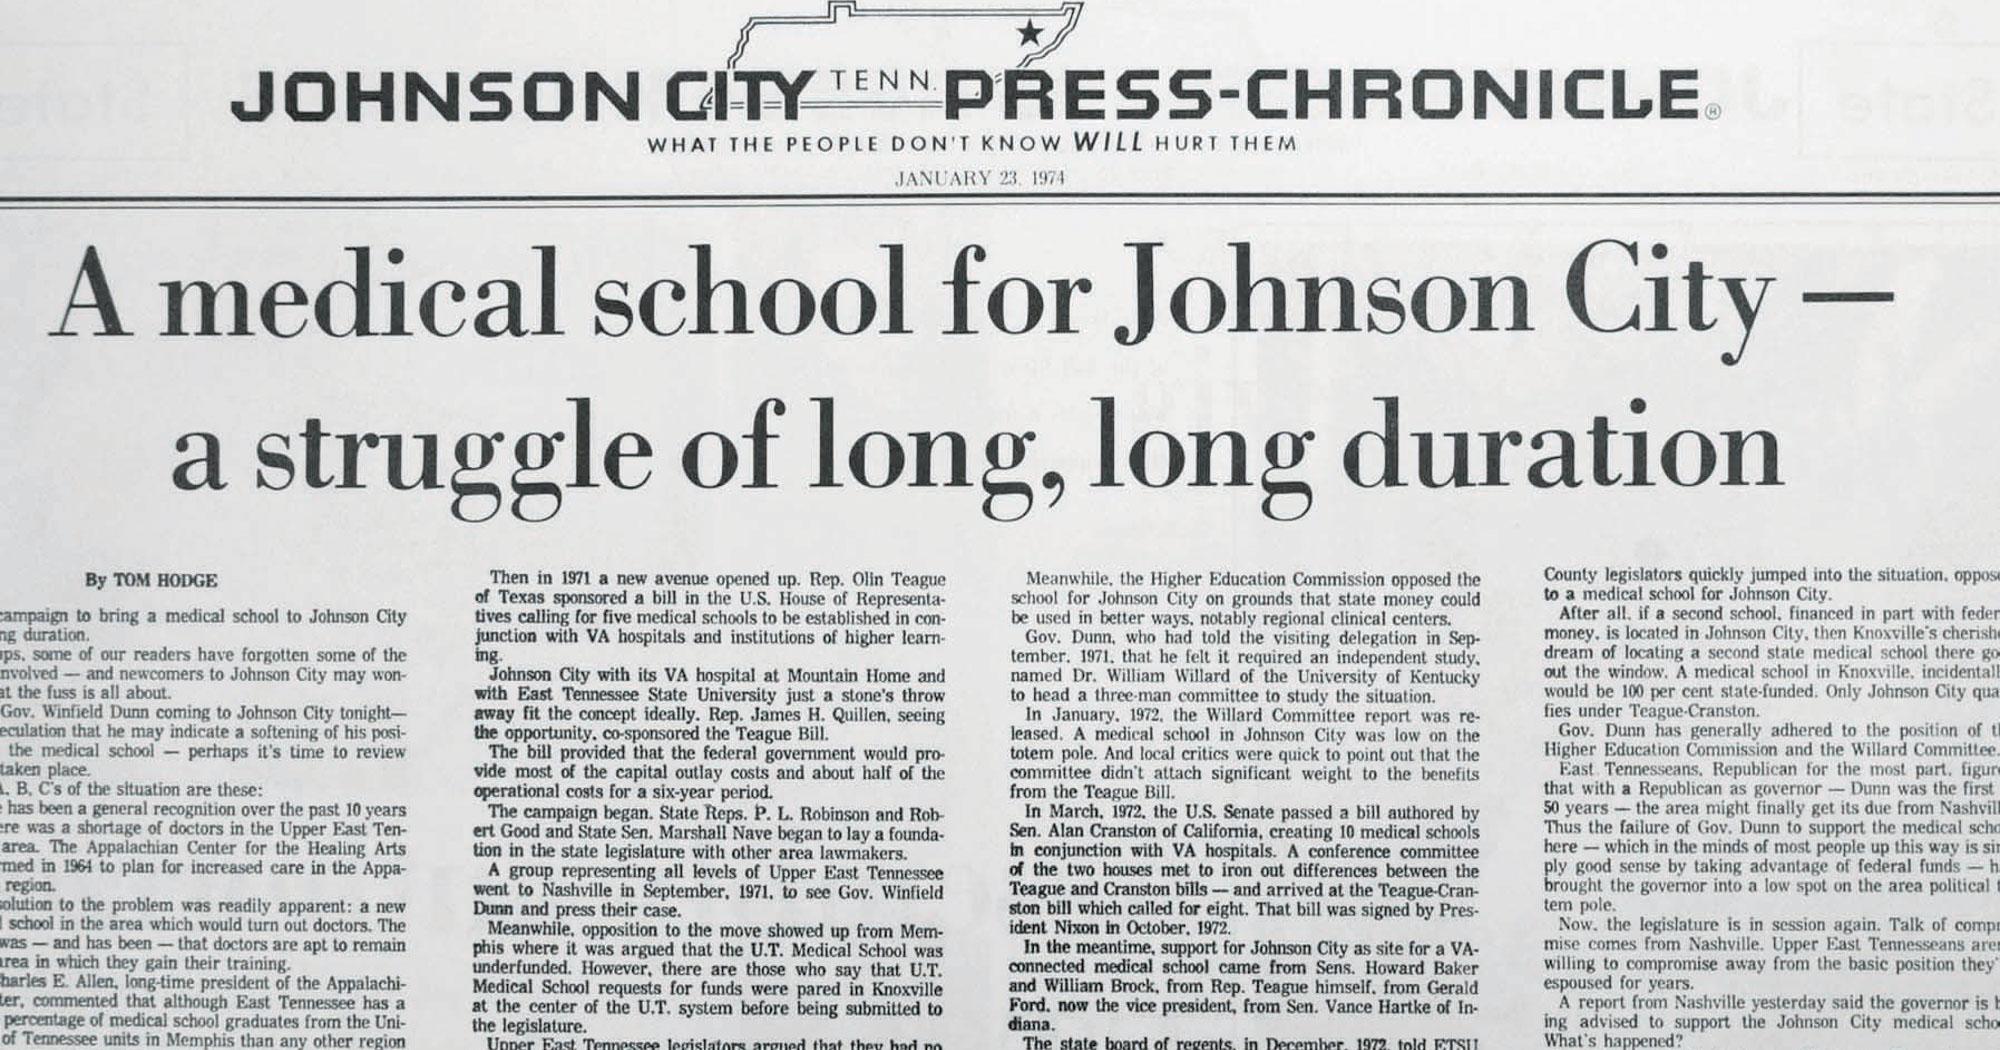 JOHNSON CITY TENN. PRESS-CHRONICLE®
WHAT THE PEOPLE DON'T KNOW WILL HURT THEM
JANUARY 23, 1974
A medical school for Johnson City —
a struggle of long, long duration
By TOM HODGE
campaign to bring a medical school to Johnson City
ng duration.
ps, some of our readers have forgotten some of the
nvolved — and newcomers to Johnson City may won-
at the fuss is all about.
Gov. Winfield Dunn coming to Johnson City tonight—
eculation that he may indicate a softening of his posi-
the medical school — perhaps it's time to review
taken place.
. B, C's of the situation are these:
has been a general recognition over the past 10 years
ere was a shortage of doctors in the Upper East Ten-
area. The Appalachian Center for the Healing Arts
rmed in 1964 to plan for increased care in the Appa-
region.
solution to the problem was readily apparent: a new
school in the area which would turn out doctors. The
was — and has been — that doctors are apt to remain
area in which they gain their training.
harles E. Allen, long-time president of the Appalachi-
ter, commented that although East Tennessee has a
percentage of medical school graduates from the Uni-
of Tennessee units in Memphis than any other region
Then in 1971 a new avenue opened up. Rep. Olin Teague
of Texas sponsored a bill in the U.S. House of Representa-
tives calling for five medical schools to be established in con-
junction with VA hospitals and institutions of higher learn-
ing.
Johnson City with its VA hospital at Mountain Home and
with East Tennessee State University just a stone's throw
away fit the concept ideally. Rep. James H. Quillen, seeing
the opportunity, co-sponsored the Teague Bill.
The bill provided that the federal government would pro-
vide most of the capital outlay costs and about half of the
operational costs for a six-year period.
The campaign began. State Reps. P. L. Robinson and Rob-
ert Good and State Sen. Marshall Nave began to lay a founda-
tion in the state legislature with other area lawmakers.
A group representing all levels of Upper East Tennessee
went to Nashville in September, 1971, to see Gov. Winfield
Dunn and press their case.
Meanwhile, opposition to the move showed up from Mem-
phis where it was argued that the U.T. Medical School was
underfunded. However, there are those who say that U.T.
Medical School requests for funds were pared in Knoxville
at the center of the U.T. system before being submitted to
the legislature.
Upper East Tennessee legislators argued that they had no
Meanwhile, the Higher Education Commission opposed the
school for Johnson City on grounds that state money could
be used in better ways, notably regional clinical centers.
Gov. Dunn, who had told the visiting delegation in Sep-
tember, 1971, that he felt it required an independent study,
named Dr. William Willard of the University of Kentucky
to head a three-man committee to study the situation.
In January, 1972, the Willard Committee report was re-
leased. A medical school in Johnson City was low on the
totem pole. And local critics were quick to point out that the
committee didn't attach significant weight to the benefits
from the Teague Bill.
In March, 1972, the U.S. Senate passed a bill authored by
Sen. Alan Cranston of California, creating 10 medical schools
in conjunction with VA hospitals. A conference committee
of the two houses met to iron out differences between the
Teague and Cranston bills — and arrived at the Teague-Cran-
ston bill which called for eight. That bill was signed by Pres-
ident Nixon in October, 1972.
In the meantime, support for Johnson City as site for a VA-
connected medical school came from Sens. Howard Baker
and William Brock, from Rep. Teague himself, from Gerald
Ford, now the vice president, from Sen. Vance Hartke of In-
diana.
The state board of regents, in December, 1972, told ETSU
County legislators quickly jumped into the situation, oppose
to a medical school for Johnson City.
After all, if a second school, financed in part with feder
money, is located in Johnson City, then Knoxville's cherishe
dream of locating a second state medical school there go
out the window. A medical school in Knoxville, incidentall
would be 100 per cent state-funded. Only Johnson City qua
fies under Teague-Cranston.
Gov. Dunn has generally adhered to the position of th
Higher Education Commission and the Willard Committee.
East Tennesseans, Republican for the most part, figur
that with a Republican as governor — Dunn was the first
50 years — the area might finally get its due from Nashvill
Thus the failure of Gov. Dunn to support the medical scho
here — which in the minds of most people up this way is sim
ply good sense by taking advantage of federal funds — h
brought the governor into a low spot on the area political t
tem pole.
Now, the legislature is in session again. Talk of compr
mise comes from Nashville. Upper East Tennesseans aren
willing to compromise away from the basic position they'
espoused for years.
A report from Nashville yesterday said the governor is b
ing advised to support the Johnson City medical scho
What's happened?